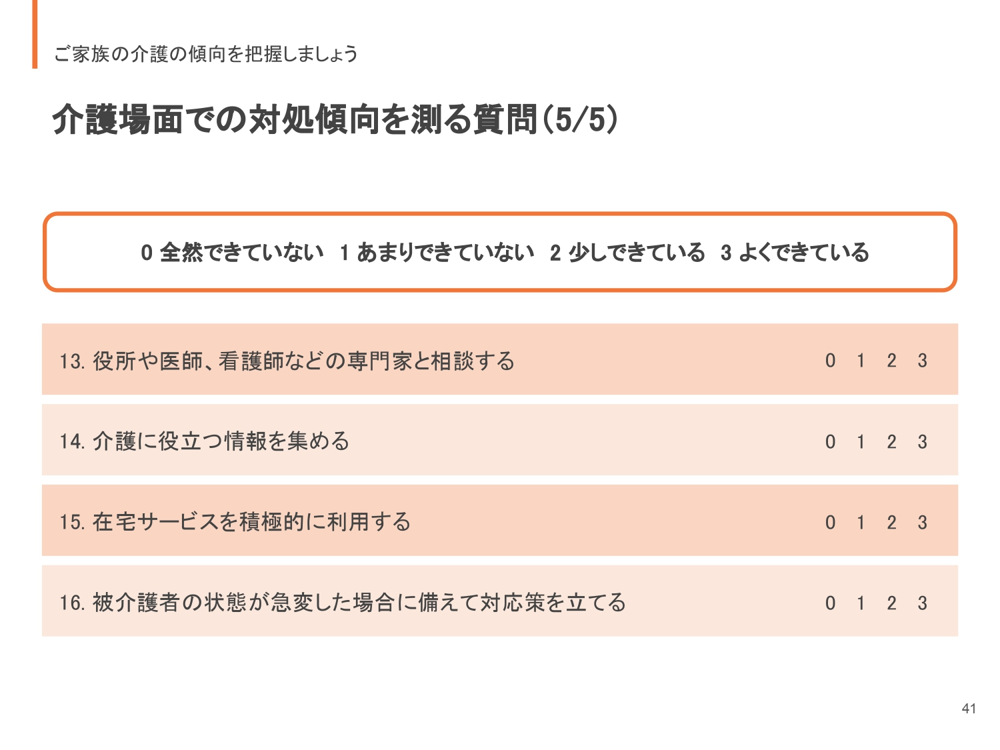 ご家族の介護の傾向を把握しましょう
介護場面での対処傾向を測る質問（5/5）
0 全然できていない 1 あまりできていない 2 少しできている 3 よくできている
13. 役所や医師、看護師などの専門家と相談する 0 1 2 3
14. 介護に役立つ情報を集める 0 1 2 3
15. 在宅サービスを積極的に利用する 0 1 2 3
16. 被介護者の状態が急変した場合に備えて対応策を立てる 0 1 2 3
41